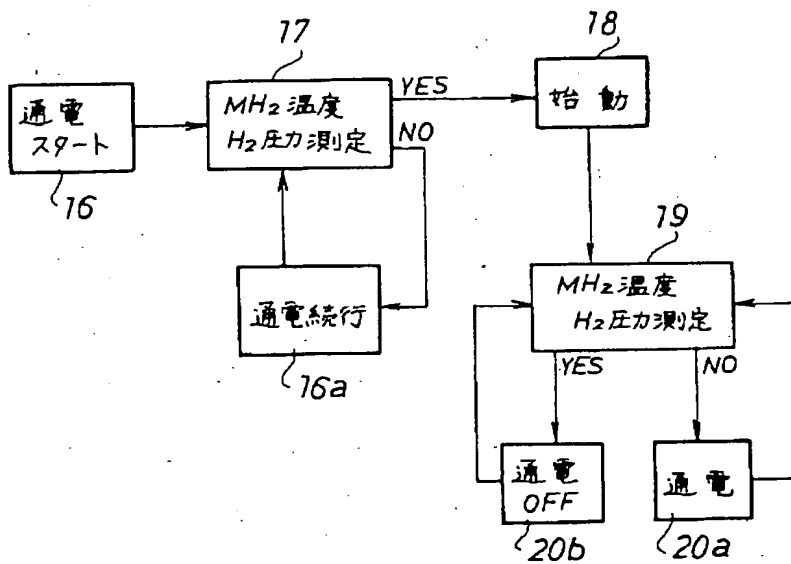 17
18
MH₂温度
H₂圧力測定
YES
NO
通電
スタート
始動
16
19
通電続行
16a
MH₂温度
H₂圧力測定
YES
NO
通電
OFF
通電
20b
20a